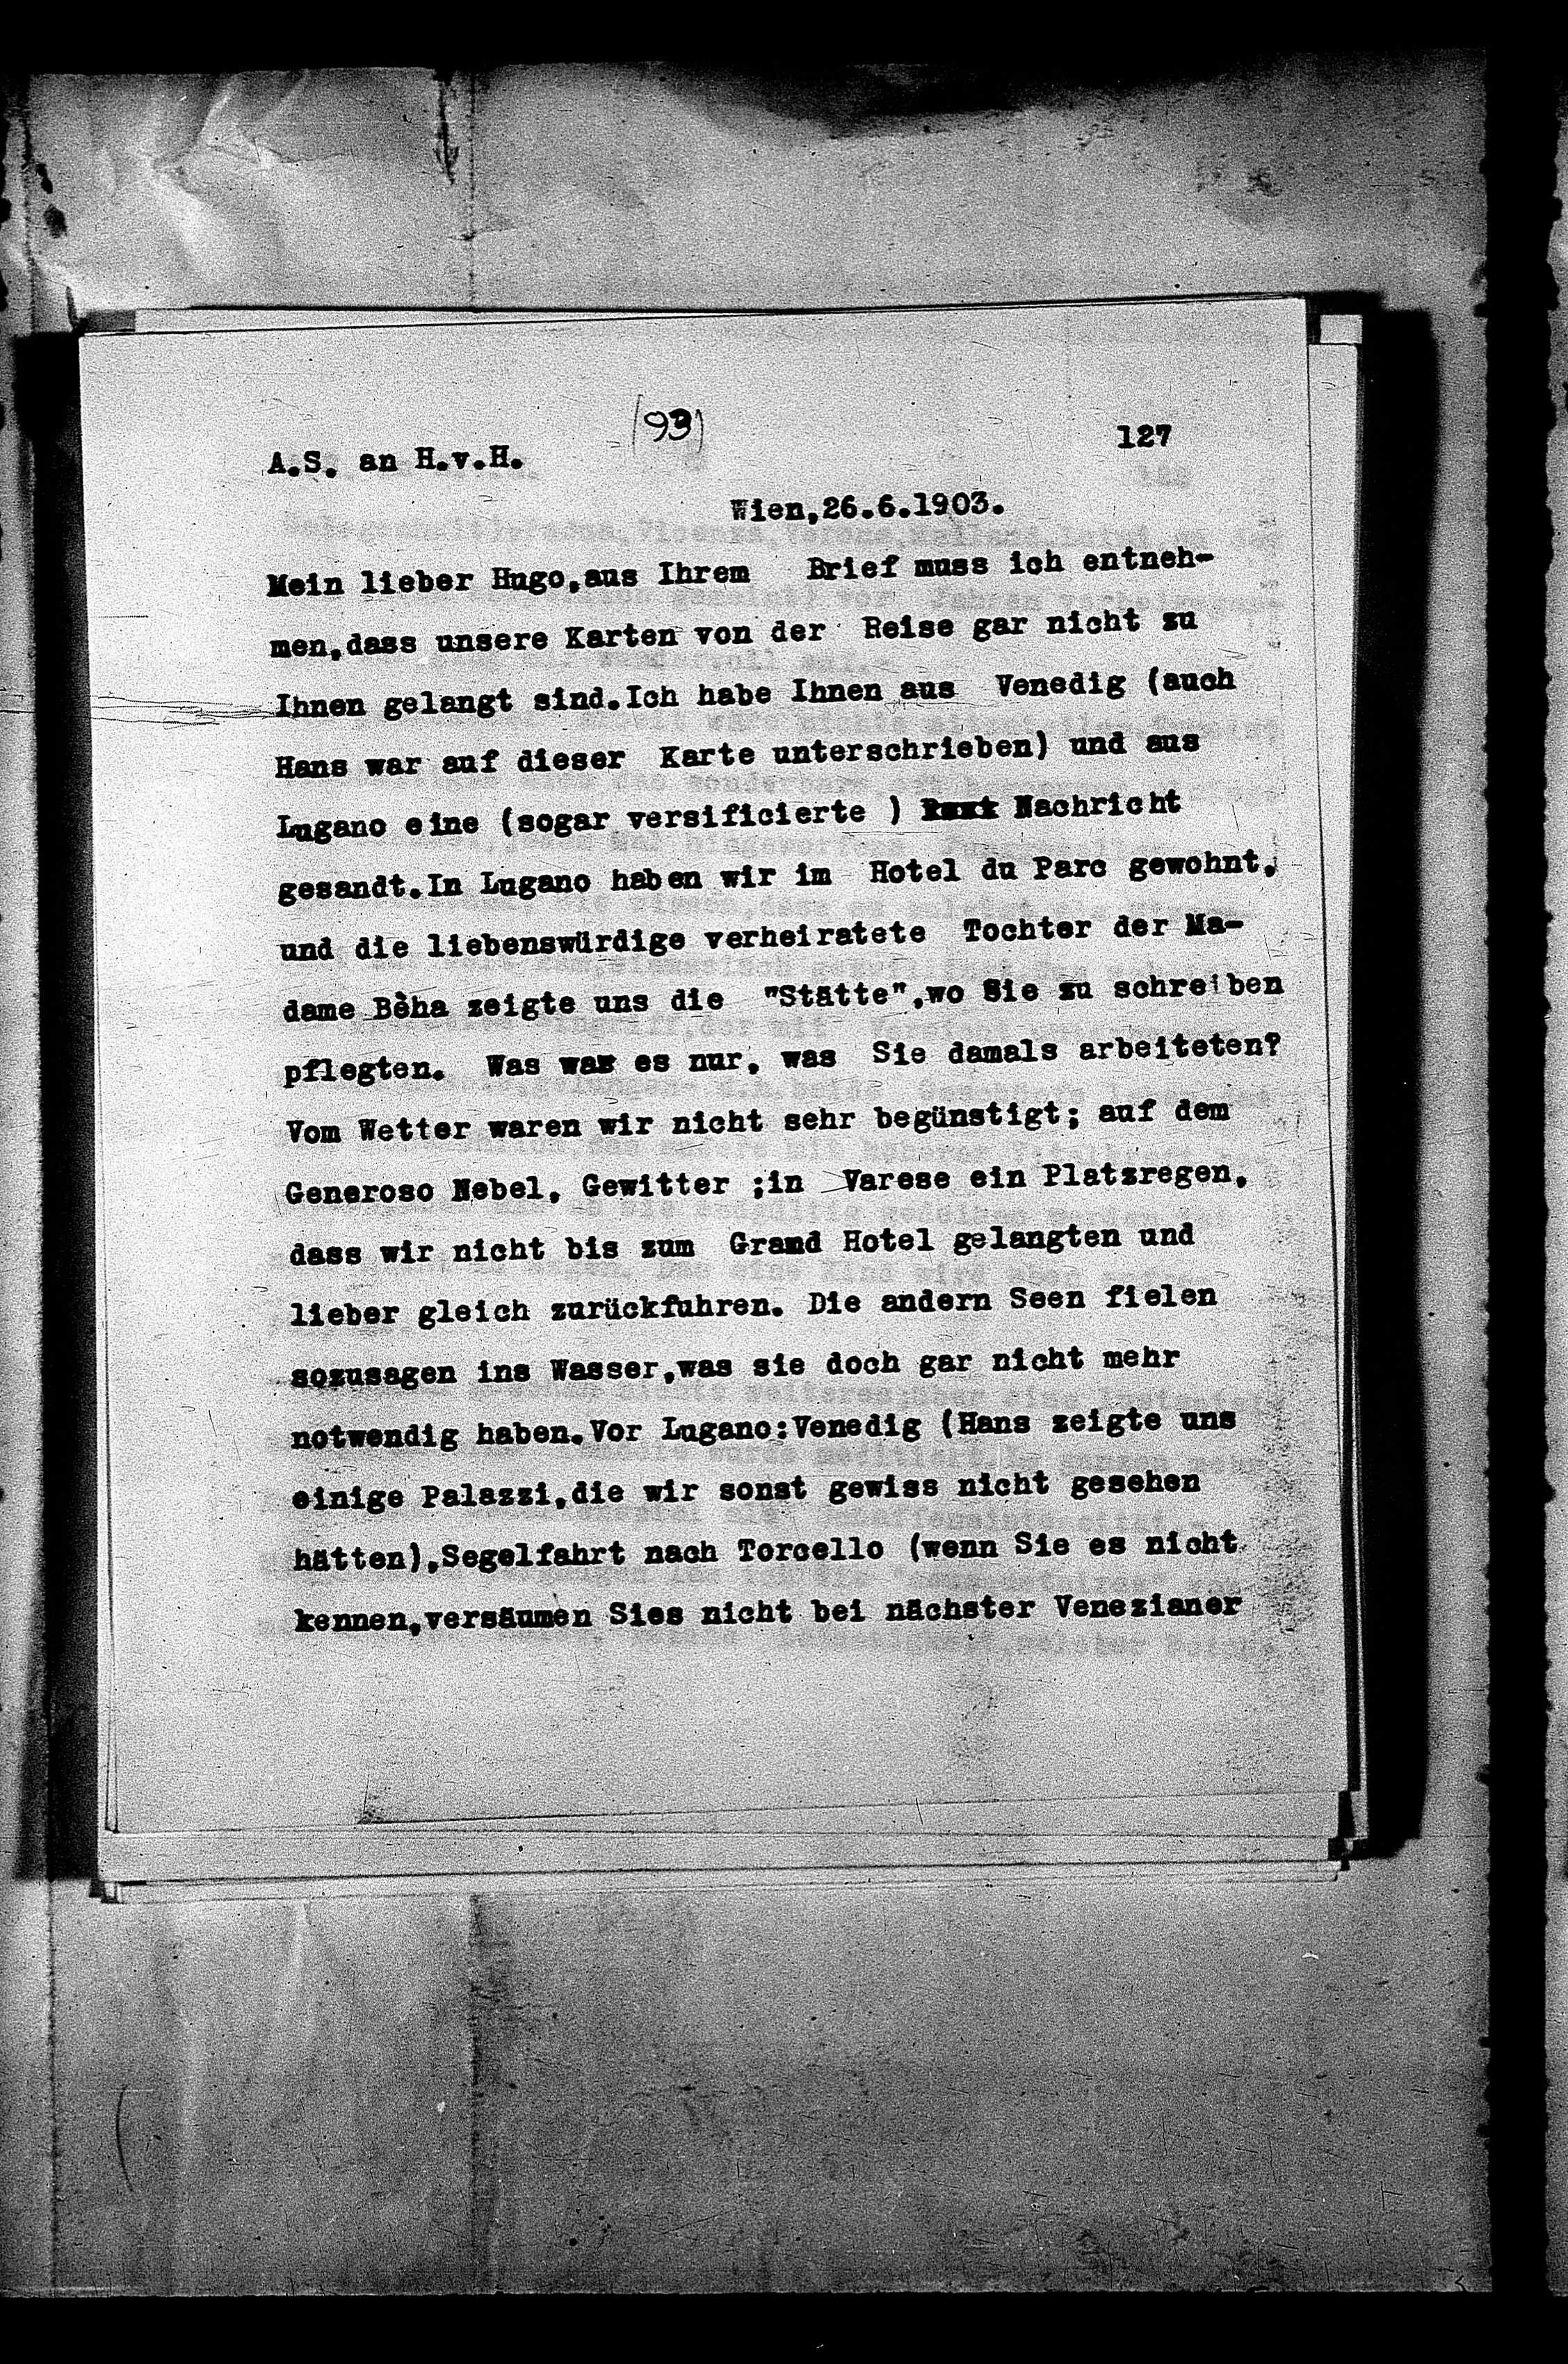 (93)
127
A.S. an H.v.H.
Wien,26.6.1903.
Mein lieber Hugo,aus Ihrem Brief muss ich entneh-
men,dass unsere Karten von der Reise gar nicht zu
Ihnen gelangt sind.Ich habe Ihnen aus Venedig (auch
Hans war auf dieser Karte unterschrieben) und aus
Lugano eine (sogar versificierte ) Nachricht
gesandt.In Lugano haben wir im Hotel du Parc gewohnt,
und die liebenswürdige verheiratete Tochter der Ma-
dame Bèha zeigte uns die "Stätte",wo Sie zu schreiben
pflegten. Was war es nur, was Sie damals arbeiteten?
Vom Wetter waren wir nicht sehr begünstigt; auf dem
Generoso Nebel, Gewitter ;in Varese ein Platzregen,
dass wir nicht bis zum Grand Hotel gelangten und
lieber gleich zurückfuhren. Die andern Seen fielen
sozusagen ins Wasser,was sie doch gar nicht mehr
notwendig haben.Vor Lugano:Venedig (Hans zeigte uns
einige Palazzi,die wir sonst gewiss nicht gesehen
hätten),Segelfahrt nach Torcello (wenn Sie es nicht
kennen,versäumen Sies nicht bei nächster Venezianer